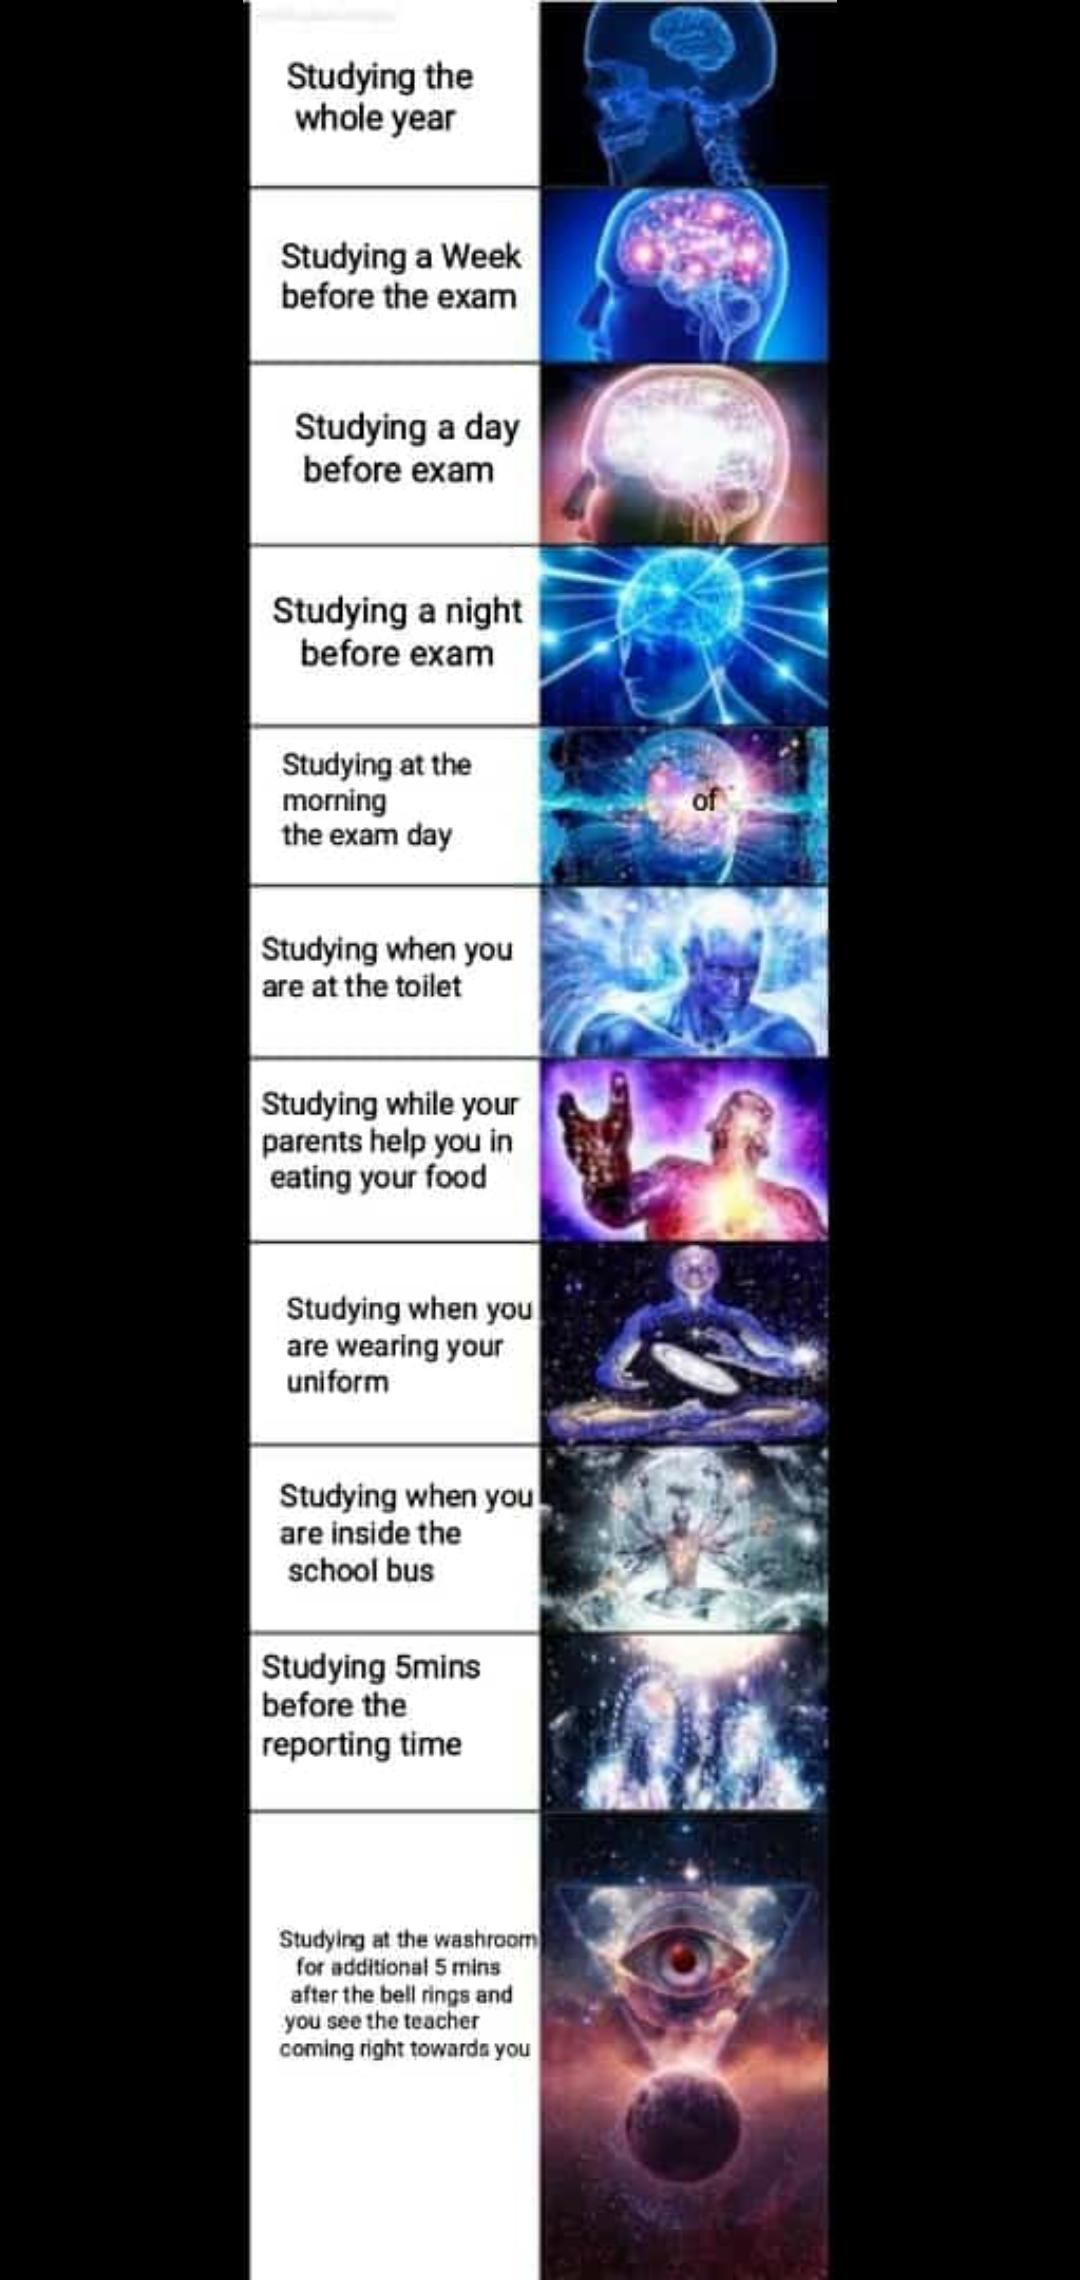 Studying the
whole year
Studying a Week
before the exam
Studying a day
before exam
Studying a night
before exam
Studying at the
morning
of
the exam day
Studying when you
are at the toilet
Studying while your
parents help you in
eating your food
Studying when you
are wearing your
uniform
Studying when you
are inside the
school bus
Studying 5mins
before the
reporting time
Studying at the washroom
for additional 5 mins
after the bell rings and
you see the teacher
coming right towards you